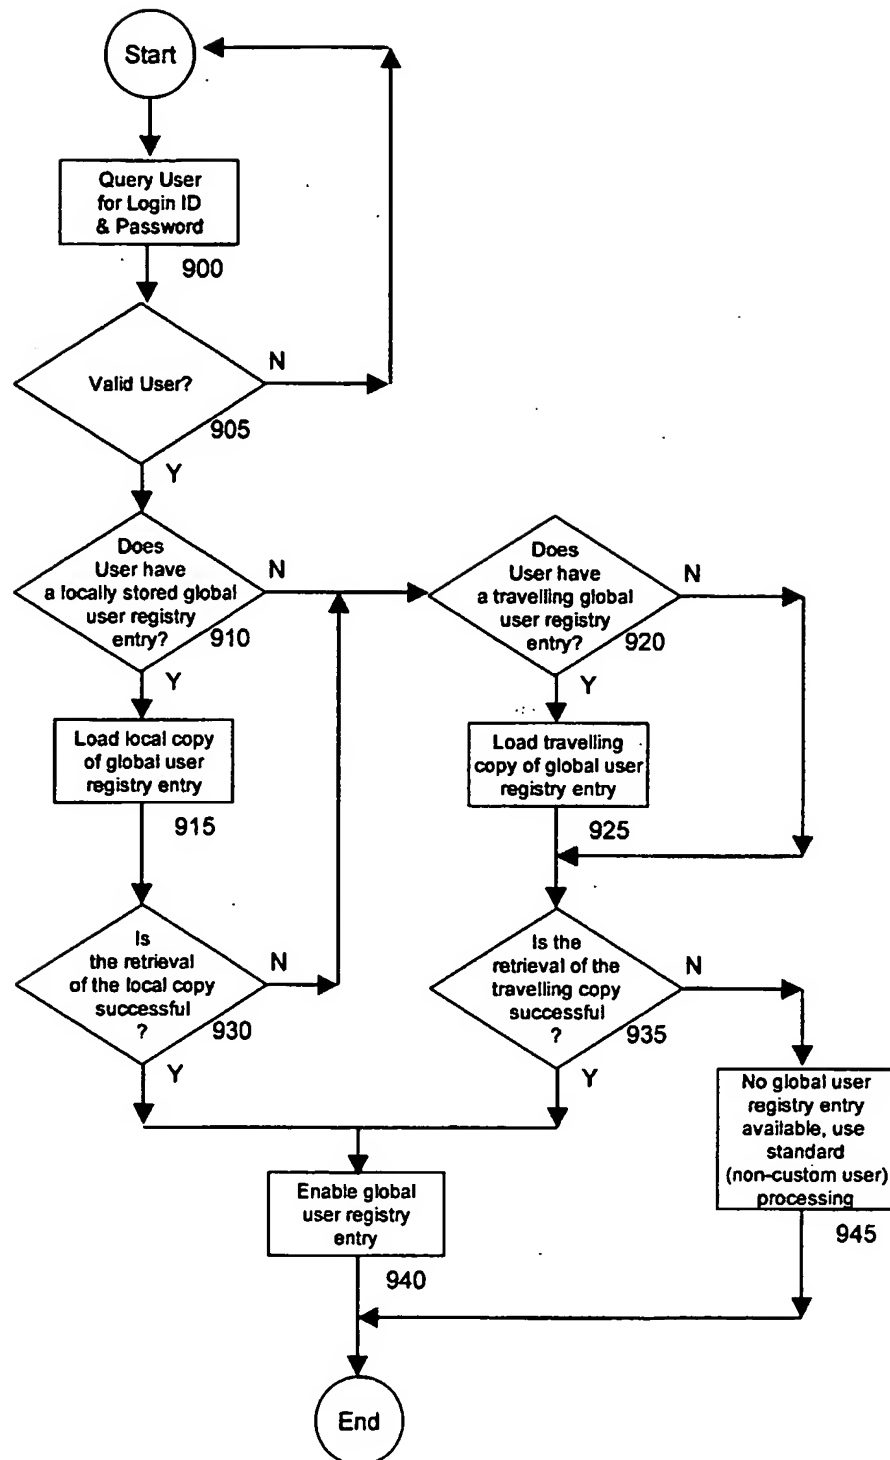 Start
Query User
for Login ID
& Password
900
Valid User?
N
905
Y
Does
User have
a locally stored global
user registry
entry?
N
910
Y
Does
User have
a travelling global
user registry
entry?
N
920
Y
Load local copy
of global user
registry entry
915
Load travelling
copy of global user
registry entry
925
Is
the retrieval
of the local copy
successful
?
N
930
Y
Is the
retrieval of the
travelling copy
successful
?
N
935
Y
No global user
registry entry
available, use
standard
(non-custom user)
processing
945
Enable global
user registry
entry
940
End